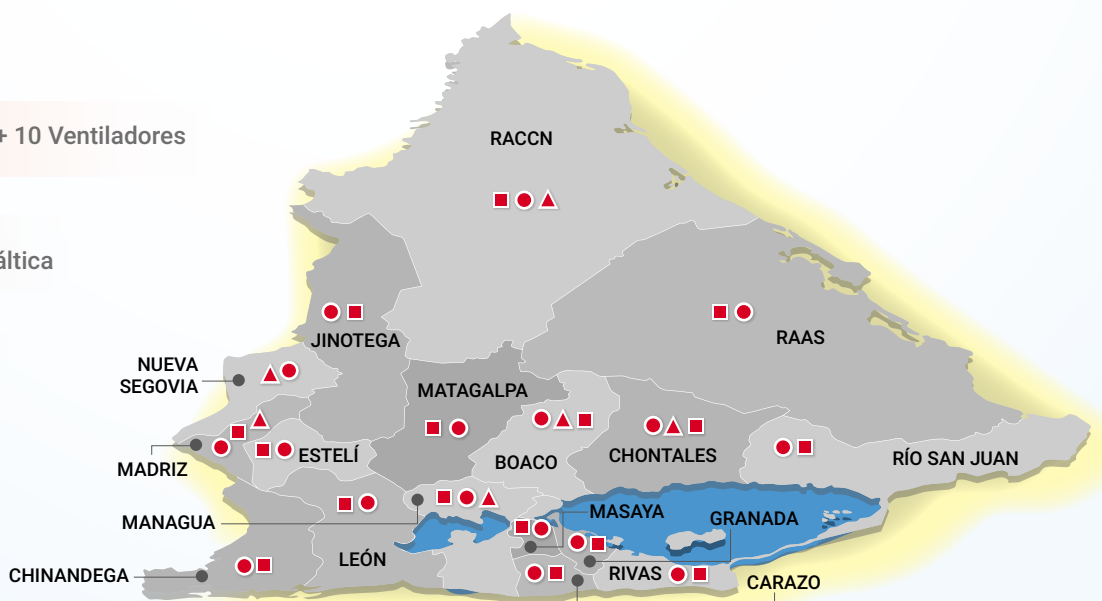 + 10 Ventiladores
RACCN
JINOTEGA
RAAS
NUEVA
SEGOVIA
MATAGALPA
MADRIZ
ESTELÍ
BOACO
CHONTALES
RÍO SAN JUAN
MANAGUA
MASAYA
GRANADA
LEÓN
CHINANDEGA
RIVAS
CARAZO